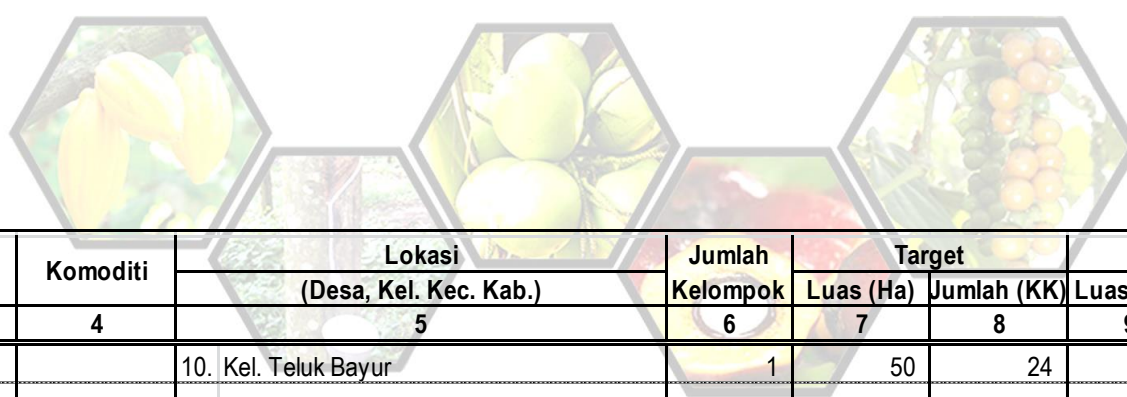 Komoditi Lokasi Jumlah Target
(Desa, Kel. Kec. Kab.) Kelompok Luas (Ha) Jumlah (KK) Luas
4 5 6 7 8
10. Kel. Teluk Bayur 1 50 24